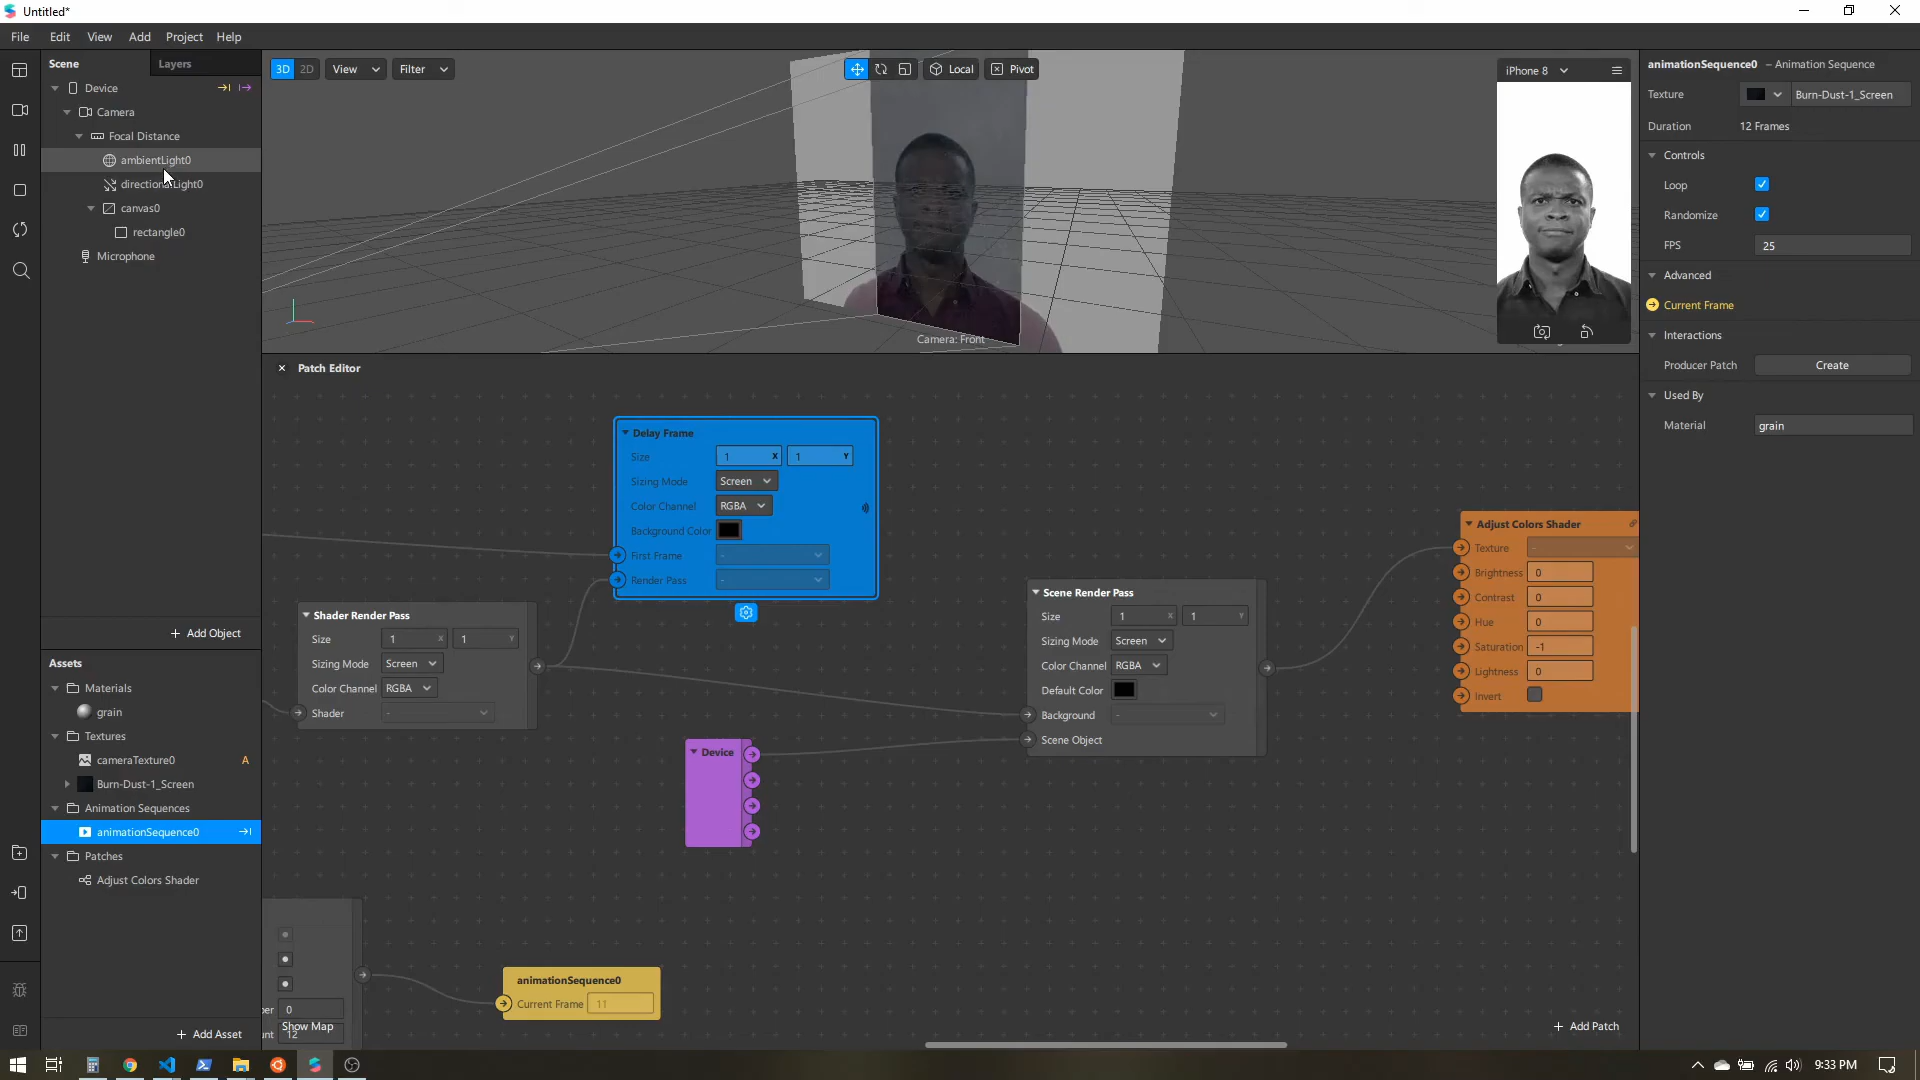 Untitled*
File Edit View Add Project Help
Scene Layers
Device
Camera
Focal Distance
ambientLight0
Light0
canvas0
rectangle0
Microphone
+ Add Object
Assets
Materials
grain
Textures
cameraTexture0 A
Burn-Dust-1_Screen
Animation Sequences
animationSequence0
Patches
Adjust Colors Shader
+ Add Asset
3D 2D View Filter Local Pivot
Camera: Front
iPhone 8
Patch Editor
Delay Frame
Size 1 X 1 Y
Sizing Mode Screen
Color Channel RGBA
Background Color
First Frame -
Render Pass -
Shader Render Pass
Size 1 X 1 Y
Sizing Mode Screen
Color Channel RGBA
Shader -
Device
Scene Render Pass
Size 1 X 1 Y
Sizing Mode Screen
Color Channel RGBA
Default Color
Background -
Scene Object
Adjust Colors Shader
Texture -
Brightness 0
Contrast 0
Hue 0
Saturation -1
Lightness 0
Invert
animationSequence0
Current Frame 11
0
Show Map
12
+ Add Patch
animationSequence0 – Animation Sequence
Texture Burn-Dust-1_Screen
Duration 12 Frames
Controls
Loop
Randomize
FPS 25
Advanced
Current Frame
Interactions
Producer Patch Create
Used By
Material grain
9:33 PM